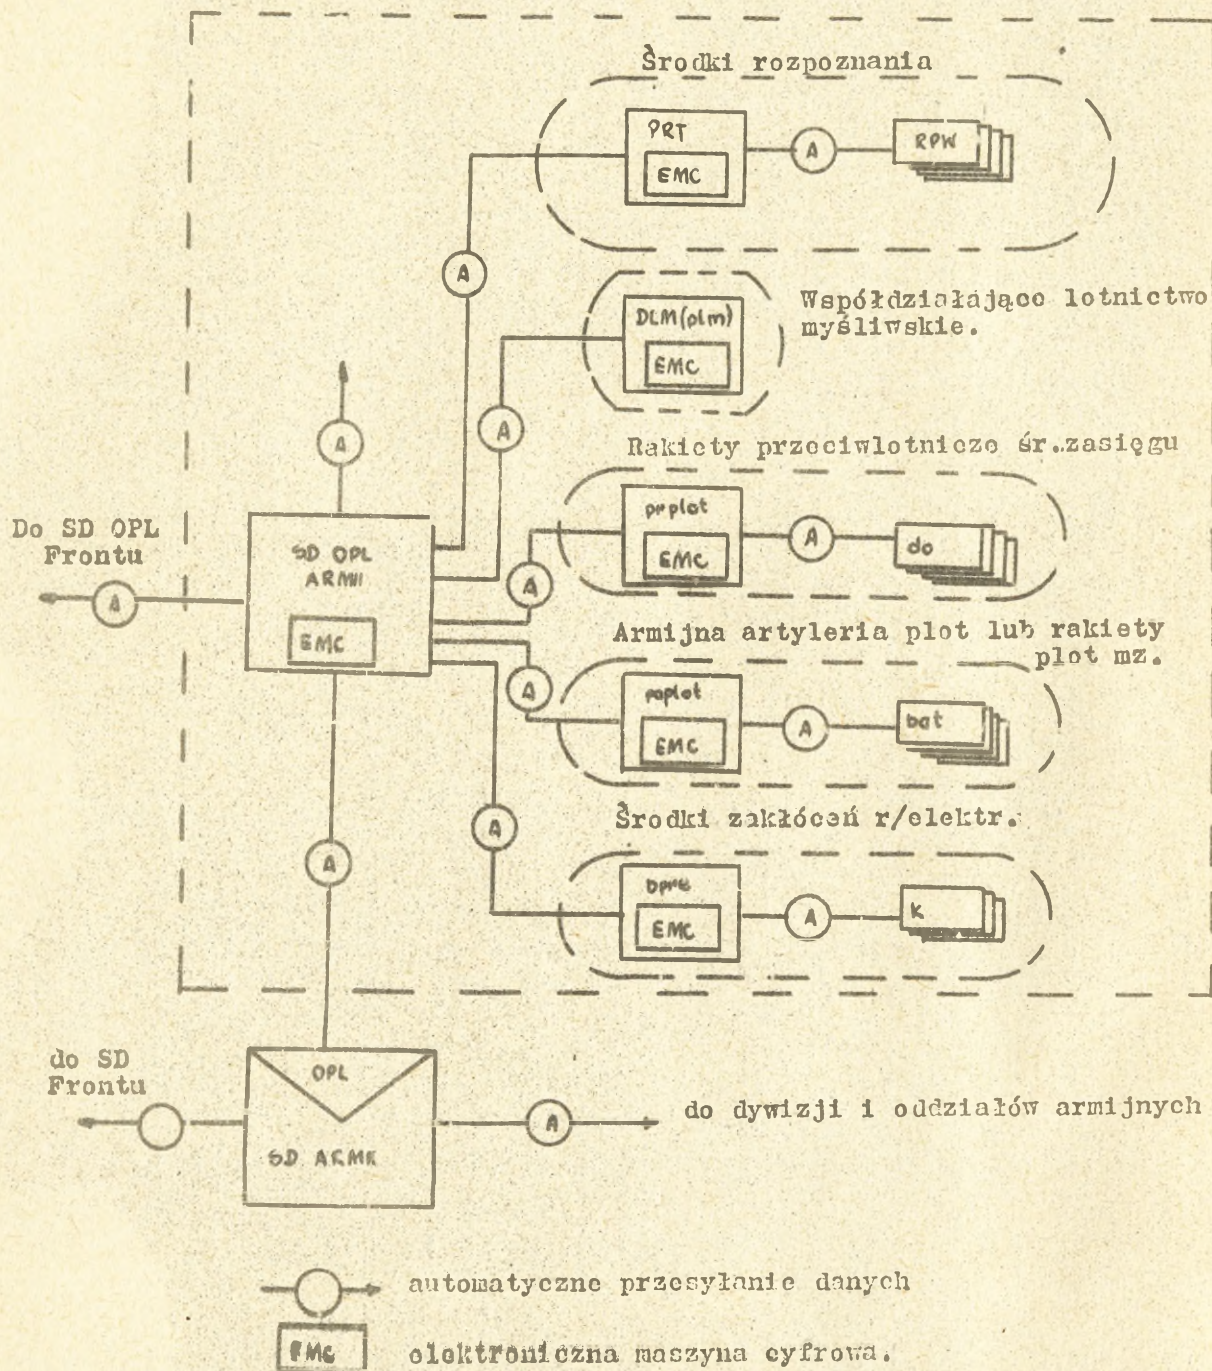 Środki rozpoznania
PRT
EMC
A
RPW
A
Współdziałające lotnictwo
myśliwskie.
DLM(plm)
EMC
A
A
Rakiety przeciwlotnicze śr.zasięgu
prplot
EMC
A
do
A
Do SD OPL
Frontu
A
SD OPL
ARMII
EMC
Armijna artyleria plot lub rakiety
plot mz.
paplot
EMC
A
bat
A
Środki zakłóceń r/elektr.
EMC
A
k
A
A
do SD
Frontu
OPL
SD ARMII
A
do dywizji i oddziałów armijnych
automatyczne przesyłanie danych
EMC
elektroniczna maszyna cyfrowa.